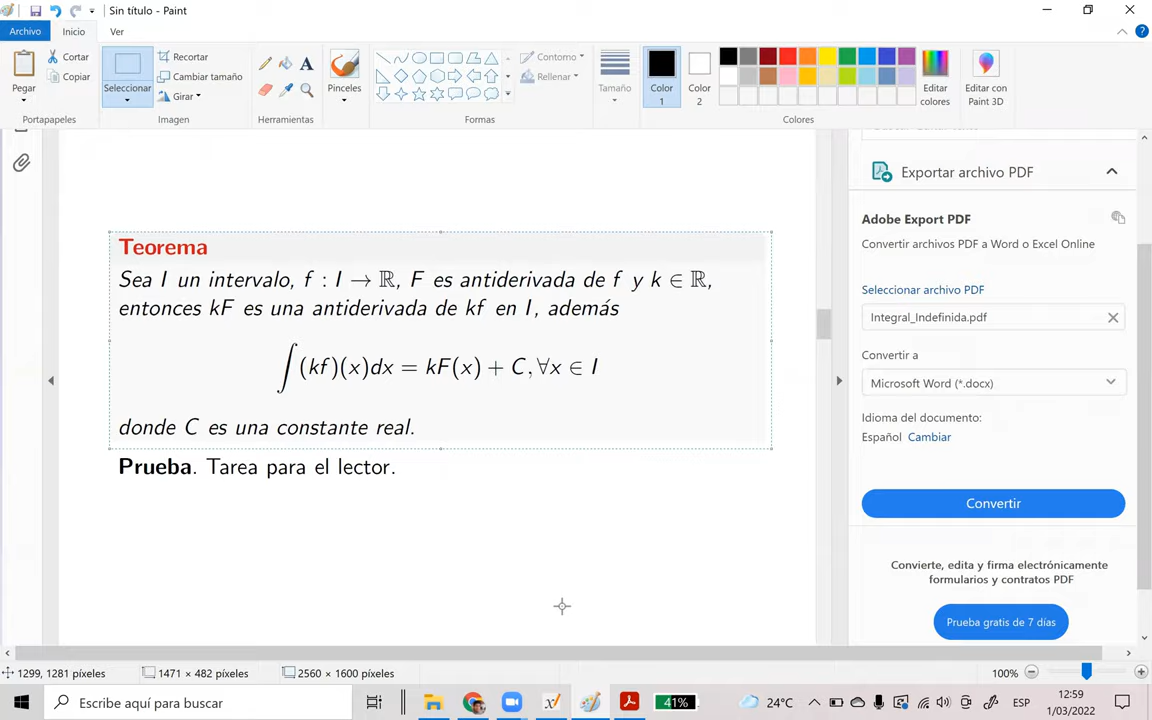 Sin título - Paint
Archivo
Inicio
Ver
Pegar
Cortar
Copiar
Portapapeles
Seleccionar
Recortar
Cambiar tamaño
Girar
Imagen
Herramientas
Pinceles
Contorno
Rellenar
Formas
Tamaño
Color 1
Color 2
Editar colores
Editar con Paint 3D
Colores
Teorema
Sea I un intervalo, f : I → ℝ, F es antiderivada de f y k ∈ ℝ,
entonces kF es una antiderivada de kf en I, además
∫(kf)(x)dx = kF(x) + C, ∀x ∈ I
donde C es una constante real.
Prueba. Tarea para el lector.
Exportar archivo PDF
Adobe Export PDF
Convertir archivos PDF a Word o Excel Online
Seleccionar archivo PDF
Integral_Indefinida.pdf
Convertir a
Microsoft Word (*.docx)
Idioma del documento:
Español Cambiar
Convertir
Convierte, edita y firma electrónicamente
formularios y contratos PDF
Prueba gratis de 7 días
1299, 1281 píxeles
1471 × 482 píxeles
2560 × 1600 píxeles
100%
Escribe aquí para buscar
41%
24°C
ESP
12:59
1/03/2022